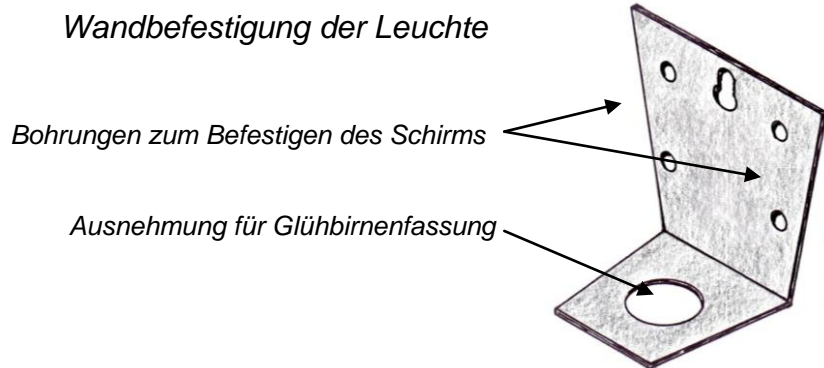 Wandbefestigung der Leuchte
Bohrungen zum Befestigen des Schirms
Ausnehmung für Glühbirnenfassung